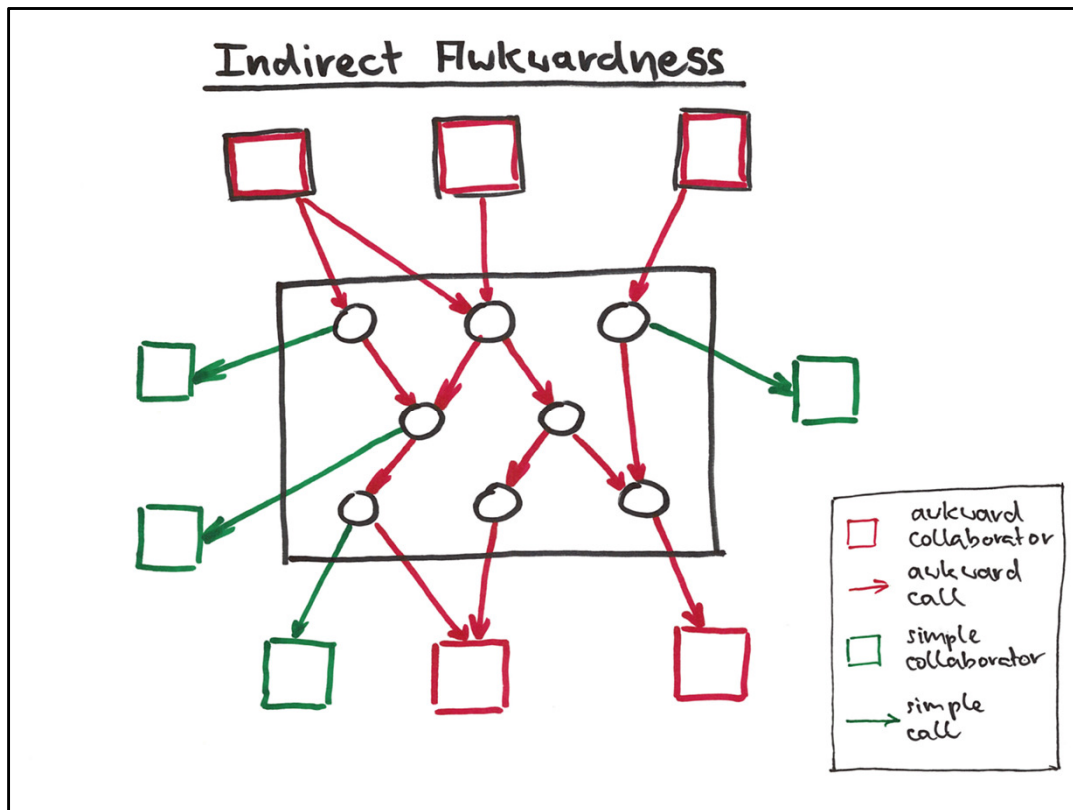 Indirect Awkwardness
awkward
collaborator
awkward
call
simple
collaborator
simple
call